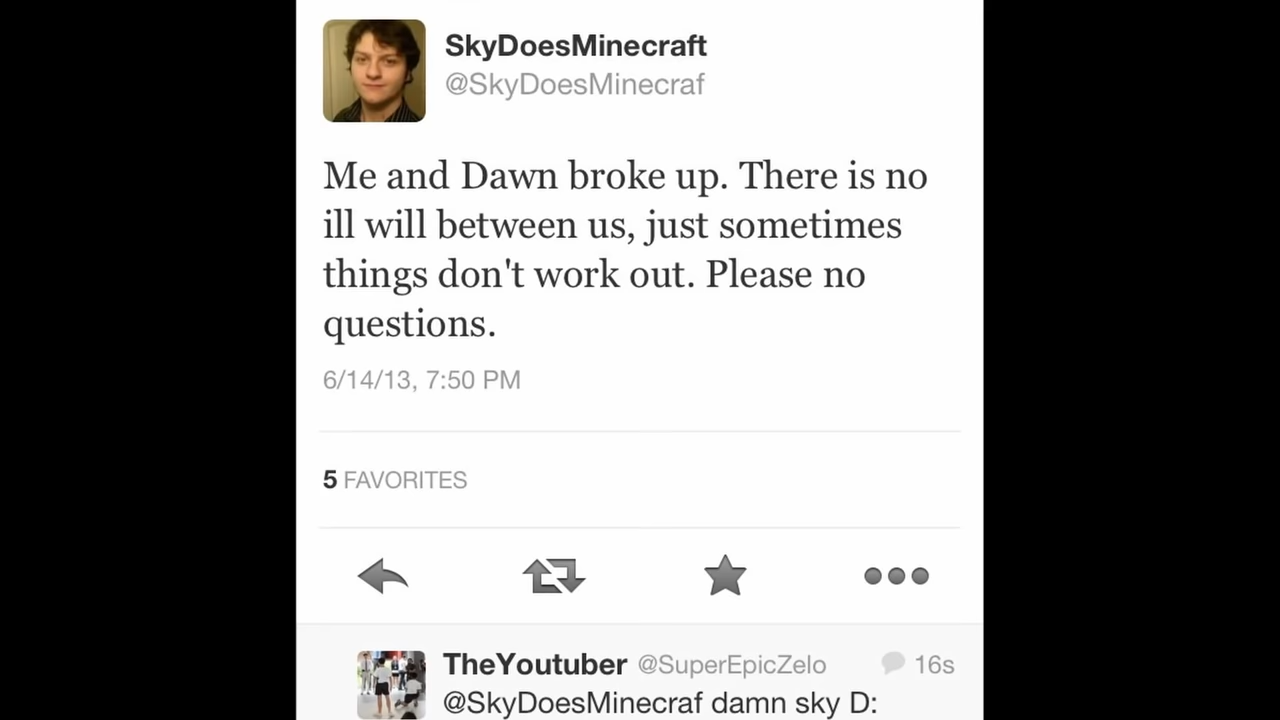 SkyDoesMinecraft
@SkyDoesMinecraf
Me and Dawn broke up. There is no
ill will between us, just sometimes
things don't work out. Please no
questions.
6/14/13, 7:50 PM
5 FAVORITES
TheYoutuber @SuperEpicZelo 16s
@SkyDoesMinecraf damn sky D: